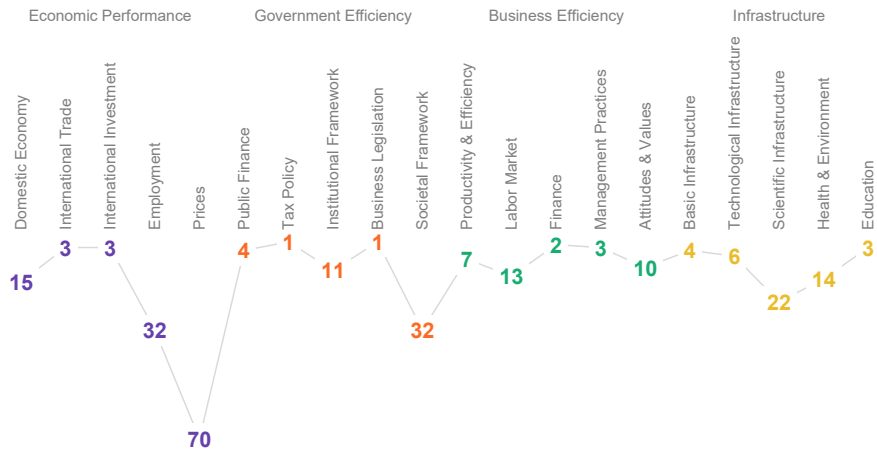 Economic Performance
Government Efficiency
Business Efficiency
Infrastructure
Domestic Economy
International Trade
International Investment
Employment
Prices
Public Finance
Tax Policy
Institutional Framework
Business Legislation
Societal Framework
Productivity & Efficiency
Labor Market
Finance
Management Practices
Attitudes & Values
Basic Infrastructure
Technological Infrastructure
Scientific Infrastructure
Health & Environment
Education
15
3
3
32
70
4
1
11
1
32
7
13
2
3
10
4
6
22
14
3